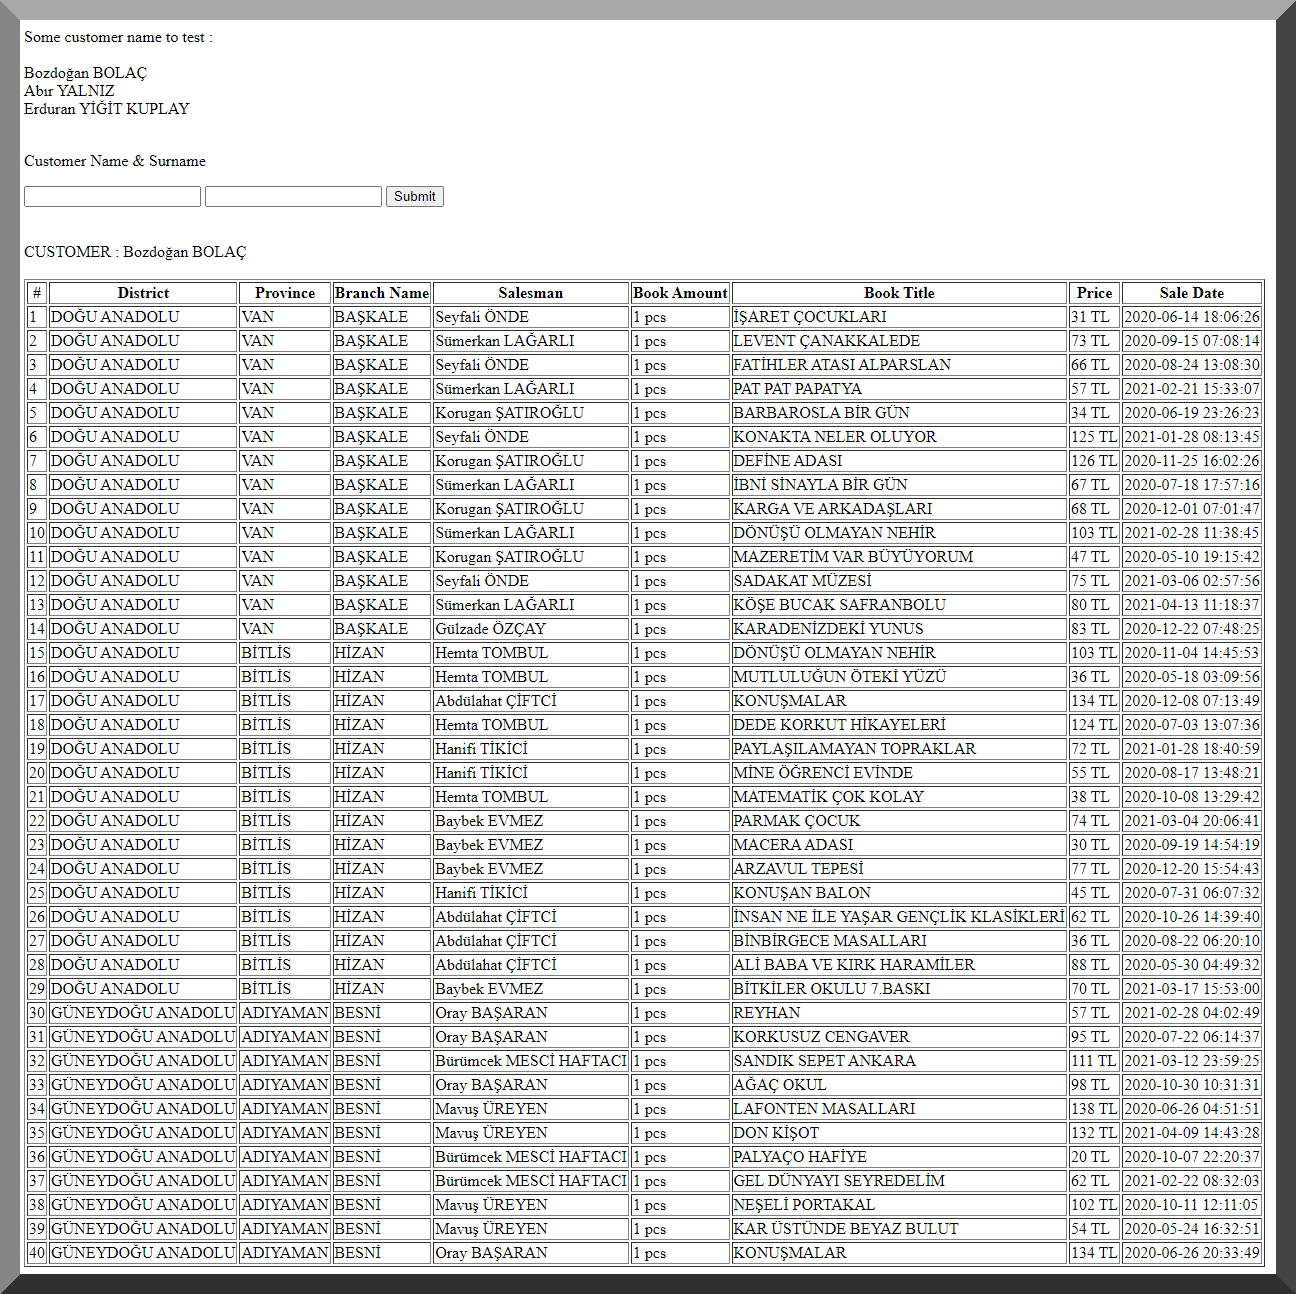 Some customer name to test :
Bozdoğan BOLAÇ
Abır YALNIZ
Erduran YİĞİT KUPLAY
Customer Name & Surname
Submit
CUSTOMER : Bozdoğan BOLAÇ
# District Province Branch Name Salesman Book Amount Book Title Price Sale Date
1 DOĞU ANADOLU VAN BAŞKALE Seyfali ÖNDE 1 pcs İŞARET ÇOCUKLARI 31 TL 2020-06-14 18:06:26
2 DOĞU ANADOLU VAN BAŞKALE Sümerkan LAĞARLI 1 pcs LEVENT ÇANAKKALEDE 73 TL 2020-09-15 07:08:14
3 DOĞU ANADOLU VAN BAŞKALE Seyfali ÖNDE 1 pcs FATİHLER ATASI ALPARSLAN 66 TL 2020-08-24 13:08:30
4 DOĞU ANADOLU VAN BAŞKALE Sümerkan LAĞARLI 1 pcs PAT PAT PAPATYA 57 TL 2021-02-21 15:33:07
5 DOĞU ANADOLU VAN BAŞKALE Korugan ŞATIROĞLU 1 pcs BARBAROSLA BİR GÜN 34 TL 2020-06-19 23:26:23
6 DOĞU ANADOLU VAN BAŞKALE Seyfali ÖNDE 1 pcs KONAKTA NELER OLUYOR 125 TL 2021-01-28 08:13:45
7 DOĞU ANADOLU VAN BAŞKALE Korugan ŞATIROĞLU 1 pcs DEFİNE ADASI 126 TL 2020-11-25 16:02:26
8 DOĞU ANADOLU VAN BAŞKALE Sümerkan LAĞARLI 1 pcs İBNİ SİNAYLA BİR GÜN 67 TL 2020-07-18 17:57:16
9 DOĞU ANADOLU VAN BAŞKALE Korugan ŞATIROĞLU 1 pcs KARGA VE ARKADAŞLARI 68 TL 2020-12-01 07:01:47
10 DOĞU ANADOLU VAN BAŞKALE Sümerkan LAĞARLI 1 pcs DÖNÜŞÜ OLMAYAN NEHİR 103 TL 2021-02-28 11:38:45
11 DOĞU ANADOLU VAN BAŞKALE Korugan ŞATIROĞLU 1 pcs MAZERETİM VAR BÜYÜYORUM 47 TL 2020-05-10 19:15:42
12 DOĞU ANADOLU VAN BAŞKALE Seyfali ÖNDE 1 pcs SADAKAT MÜZESİ 75 TL 2021-03-06 02:57:56
13 DOĞU ANADOLU VAN BAŞKALE Sümerkan LAĞARLI 1 pcs KÖŞE BUCAK SAFRANBOLU 80 TL 2021-04-13 11:18:37
14 DOĞU ANADOLU VAN BAŞKALE Gülzade ÖZÇAY 1 pcs KARADENİZDEKİ YUNUS 83 TL 2020-12-22 07:48:25
15 DOĞU ANADOLU BİTLİS HİZAN Hemta TOMBUL 1 pcs DÖNÜŞÜ OLMAYAN NEHİR 103 TL 2020-11-04 14:45:53
16 DOĞU ANADOLU BİTLİS HİZAN Hemta TOMBUL 1 pcs MUTLULUĞUN ÖTEKİ YÜZÜ 36 TL 2020-05-18 03:09:56
17 DOĞU ANADOLU BİTLİS HİZAN Abdülahat ÇİFTCİ 1 pcs KONUŞMALAR 134 TL 2020-12-08 07:13:49
18 DOĞU ANADOLU BİTLİS HİZAN Hemta TOMBUL 1 pcs DEDE KORKUT HİKAYELERİ 124 TL 2020-07-03 13:07:36
19 DOĞU ANADOLU BİTLİS HİZAN Hanifi TİKİCİ 1 pcs PAYLAŞILAMAYAN TOPRAKLAR 72 TL 2021-01-28 18:40:59
20 DOĞU ANADOLU BİTLİS HİZAN Hanifi TİKİCİ 1 pcs MİNE ÖĞRENCİ EVİNDE 55 TL 2020-08-17 13:48:21
21 DOĞU ANADOLU BİTLİS HİZAN Hemta TOMBUL 1 pcs MATEMATİK ÇOK KOLAY 38 TL 2020-10-08 13:29:42
22 DOĞU ANADOLU BİTLİS HİZAN Baybek EVMEZ 1 pcs PARMAK ÇOCUK 74 TL 2021-03-04 20:06:41
23 DOĞU ANADOLU BİTLİS HİZAN Baybek EVMEZ 1 pcs MACERA ADASI 30 TL 2020-09-19 14:54:19
24 DOĞU ANADOLU BİTLİS HİZAN Baybek EVMEZ 1 pcs ARZAVUL TEPESİ 77 TL 2020-12-20 15:54:43
25 DOĞU ANADOLU BİTLİS HİZAN Hanifi TİKİCİ 1 pcs KONUŞAN BALON 45 TL 2020-07-31 06:07:32
26 DOĞU ANADOLU BİTLİS HİZAN Abdülahat ÇİFTCİ 1 pcs İNSAN NE İLE YAŞAR GENÇLİK KLASİKLERİ 62 TL 2020-10-26 14:39:40
27 DOĞU ANADOLU BİTLİS HİZAN Abdülahat ÇİFTCİ 1 pcs BİNBİRGECE MASALLARI 36 TL 2020-08-22 06:20:10
28 DOĞU ANADOLU BİTLİS HİZAN Abdülahat ÇİFTCİ 1 pcs ALİ BABA VE KIRK HARAMİLER 88 TL 2020-05-30 04:49:32
29 DOĞU ANADOLU BİTLİS HİZAN Baybek EVMEZ 1 pcs BİTKİLER OKULU 7.BASKI 70 TL 2021-03-17 15:53:00
30 GÜNEYDOĞU ANADOLU ADIYAMAN BESNİ Oray BAŞARAN 1 pcs REYHAN 57 TL 2021-02-28 04:02:49
31 GÜNEYDOĞU ANADOLU ADIYAMAN BESNİ Oray BAŞARAN 1 pcs KORKUSUZ CENGAVER 95 TL 2020-07-22 06:14:37
32 GÜNEYDOĞU ANADOLU ADIYAMAN BESNİ Bürümcek MESCİ HAFTACI 1 pcs SANDIK SEPET ANKARA 111 TL 2021-03-12 23:59:25
33 GÜNEYDOĞU ANADOLU ADIYAMAN BESNİ Oray BAŞARAN 1 pcs AĞAÇ OKUL 98 TL 2020-10-30 10:31:31
34 GÜNEYDOĞU ANADOLU ADIYAMAN BESNİ Mavuş ÜREYEN 1 pcs LAFONTEN MASALLARI 138 TL 2020-06-26 04:51:51
35 GÜNEYDOĞU ANADOLU ADIYAMAN BESNİ Mavuş ÜREYEN 1 pcs DON KİŞOT 132 TL 2021-04-09 14:43:28
36 GÜNEYDOĞU ANADOLU ADIYAMAN BESNİ Bürümcek MESCİ HAFTACI 1 pcs PALYAÇO HAFİYE 20 TL 2020-10-07 22:20:37
37 GÜNEYDOĞU ANADOLU ADIYAMAN BESNİ Bürümcek MESCİ HAFTACI 1 pcs GEL DÜNYAYI SEYREDELİM 62 TL 2021-02-22 08:32:03
38 GÜNEYDOĞU ANADOLU ADIYAMAN BESNİ Mavuş ÜREYEN 1 pcs NEŞELİ PORTAKAL 102 TL 2020-10-11 12:11:05
39 GÜNEYDOĞU ANADOLU ADIYAMAN BESNİ Mavuş ÜREYEN 1 pcs KAR ÜSTÜNDE BEYAZ BULUT 54 TL 2020-05-24 16:32:51
40 GÜNEYDOĞU ANADOLU ADIYAMAN BESNİ Oray BAŞARAN 1 pcs KONUŞMALAR 134 TL 2020-06-26 20:33:49